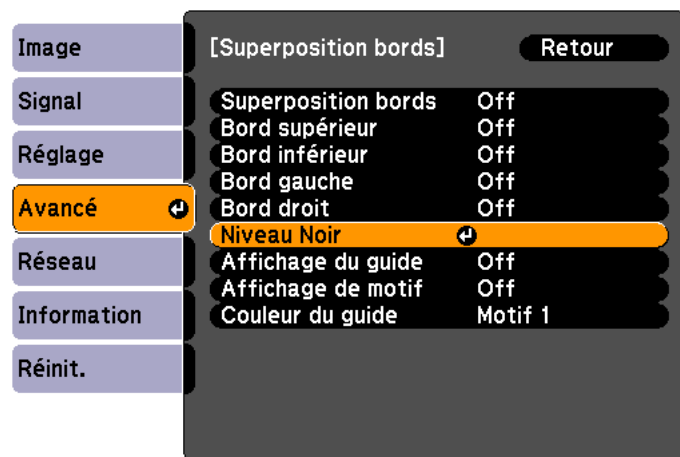 Image
Signal
Réglage
Avancé
Réseau
Information
Réinit.
[Superposition bords] Retour
Superposition bords Off
Bord supérieur Off
Bord inférieur Off
Bord gauche Off
Bord droit Off
Niveau Noir
Affichage du guide Off
Affichage de motif Off
Couleur du guide Motif 1